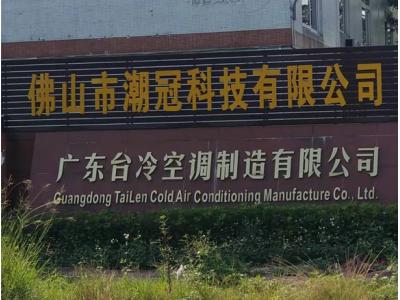 佛山市潮冠科技有限公司
广东台冷空调制造有限公司
Guangdong TaiLen Cold Air Conditioning Manufacture Co., Ltd.